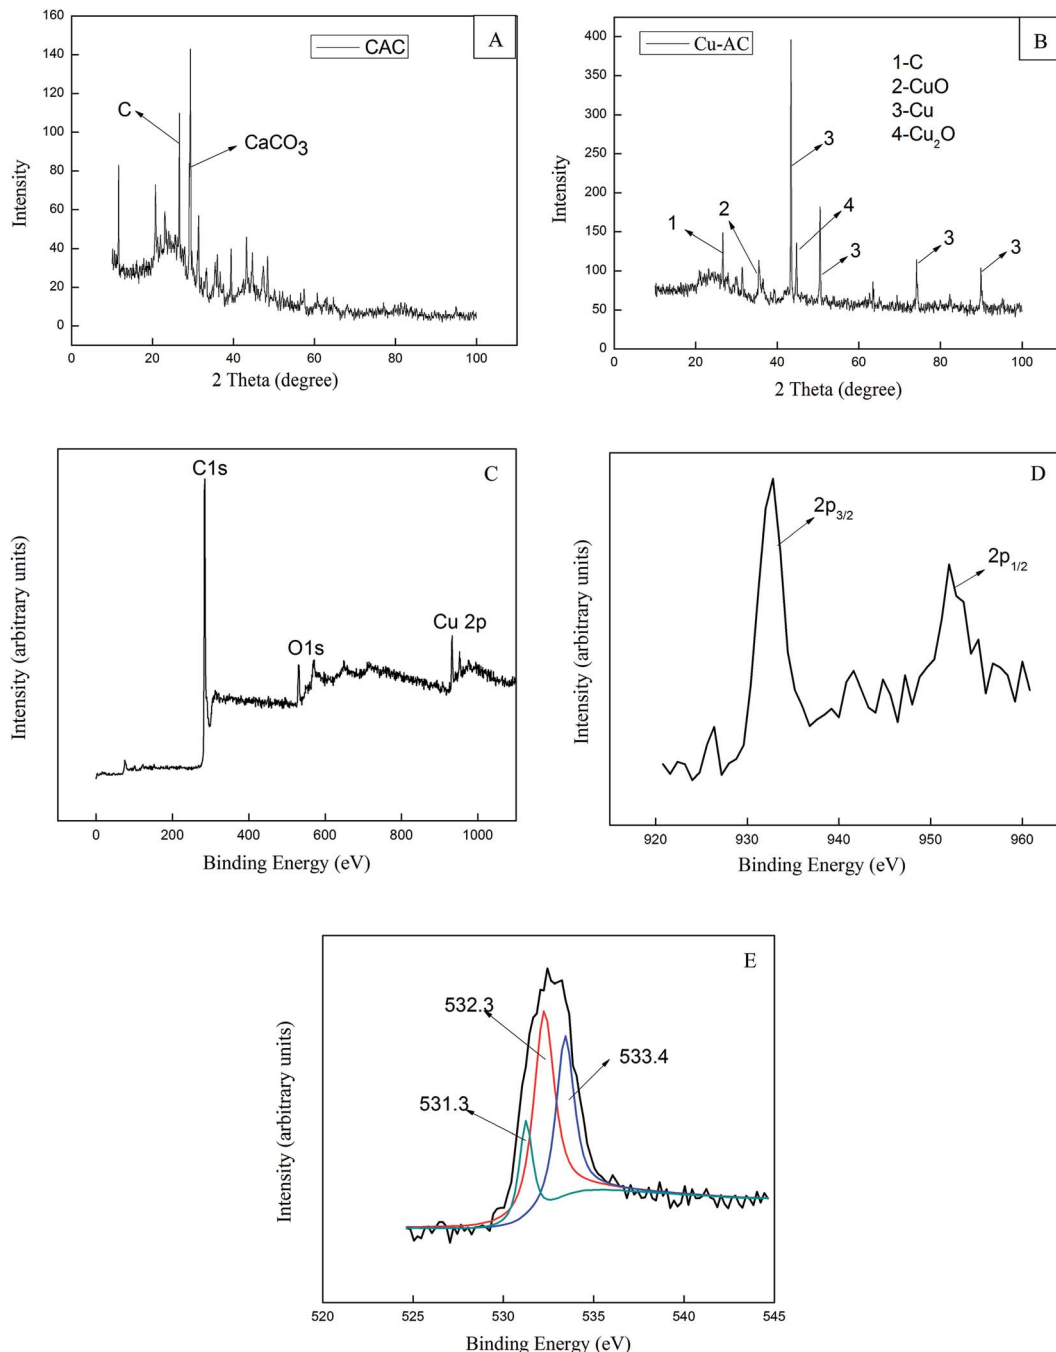 A
CAC
C
CaCO3
160
140
120
100
80
60
40
20
0
Intensity
0 20 40 60 80 100
2 Theta (degree)
B
Cu-AC
1-C
2-CuO
3-Cu
4-Cu2O
3
4
1
2
3
3
3
400
350
300
250
200
150
100
50
0
Intensity
0 20 40 60 80 100
2 Theta (degree)
C
C1s
O1s
Cu 2p
Intensity (arbitrary units)
0 200 400 600 800 1000
Binding Energy (eV)
D
2p3/2
2p1/2
Intensity (arbitrary units)
920 930 940 950 960
Binding Energy (eV)
E
532.3
533.4
531.3
Intensity (arbitrary units)
520 525 530 535 540 545
Binding Energy (eV)